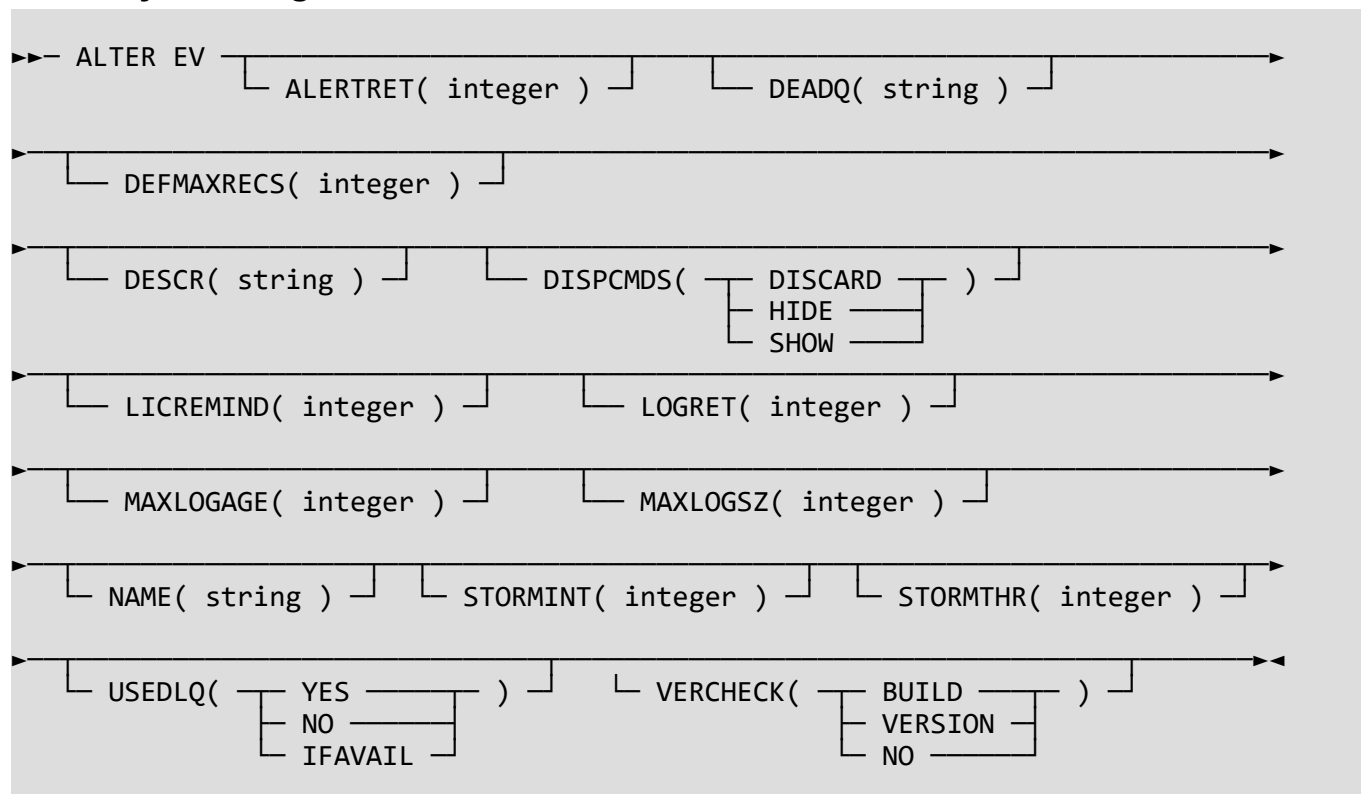 ALTER EV
ALERTRET( integer ) DEADQ( string )
DEFMAXRECS( integer )
DESCR( string ) DISPCMDS( DISCARD )
HIDE
SHOW
LICREMIND( integer ) LOGRET( integer )
MAXLOGAGE( integer ) MAXLOGSZ( integer )
NAME( string ) STORMINT( integer ) STORMTHR( integer )
USEDLQ( YES ) VERCHECK( BUILD )
NO VERSION
IFAVAIL NO